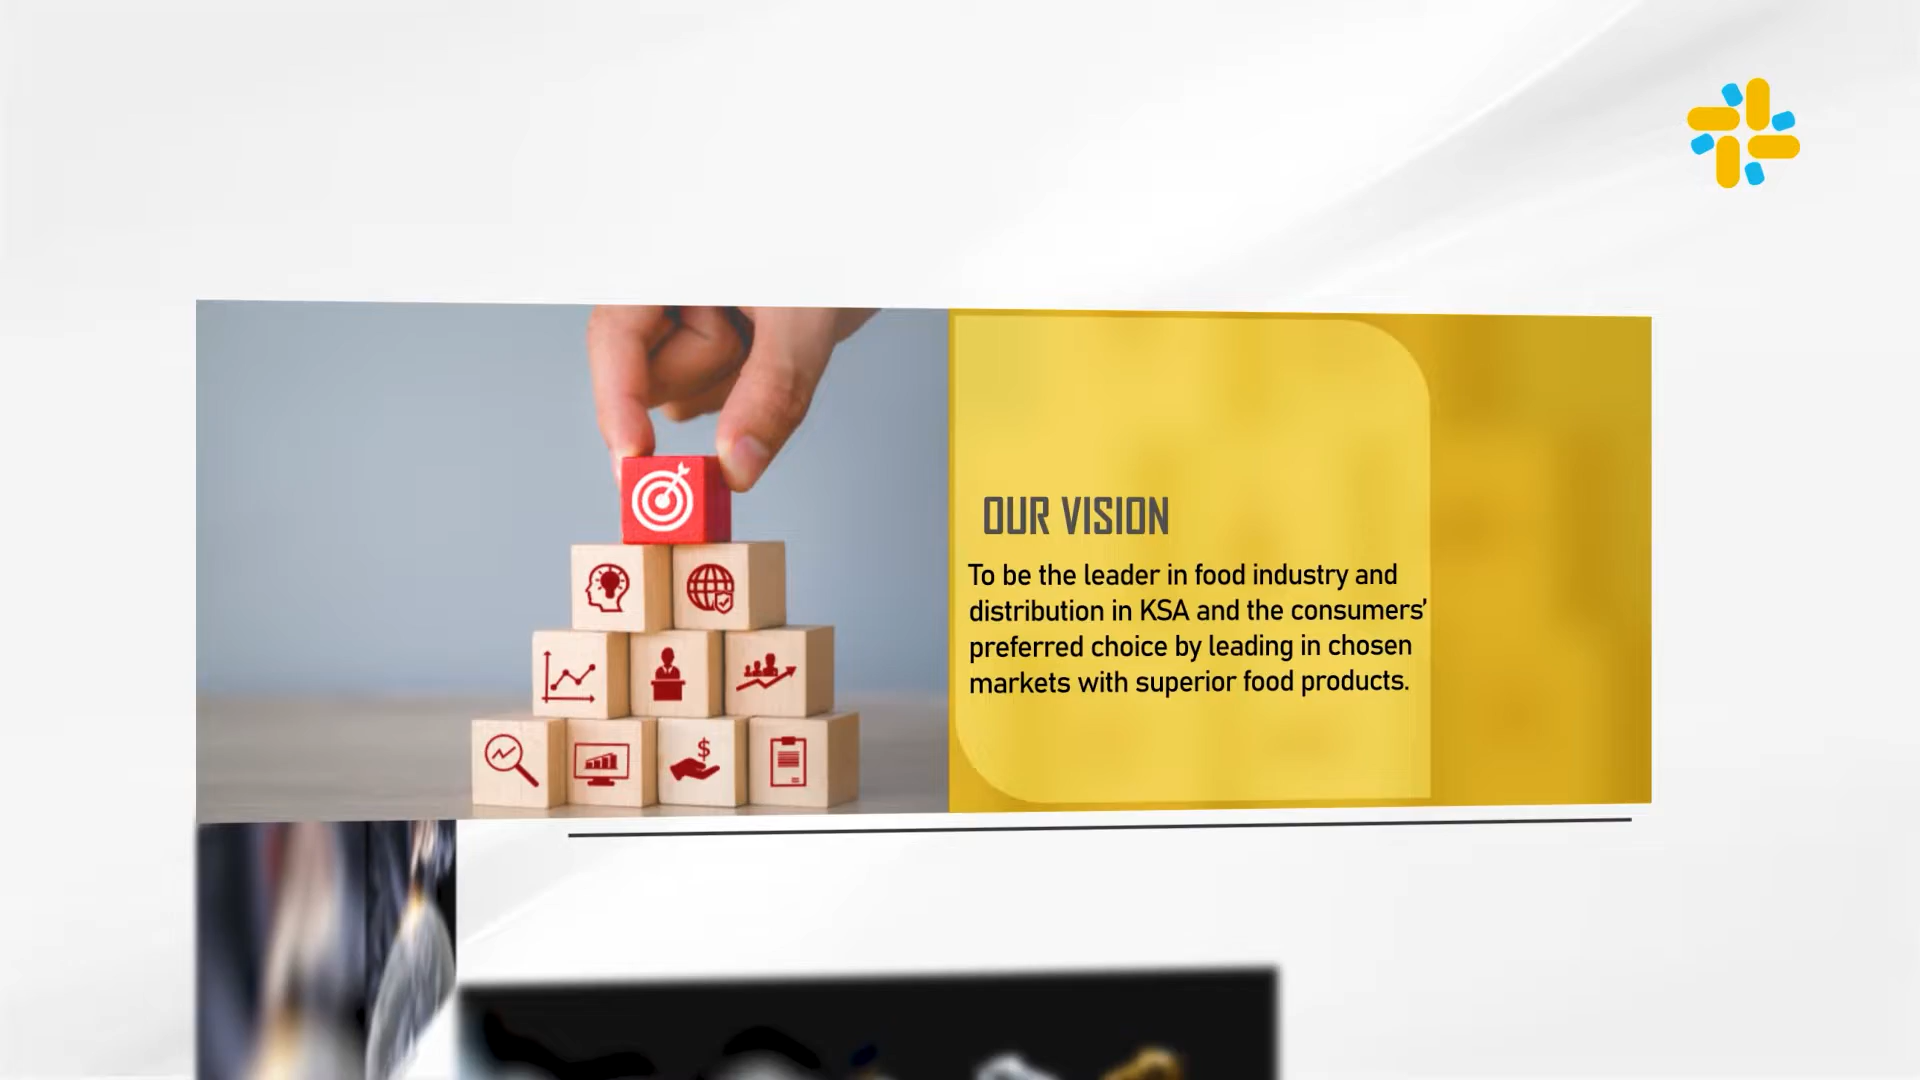 OUR VISION
To be the leader in food industry and
distribution in KSA and the consumers’
preferred choice by leading in chosen
markets with superior food products.
$